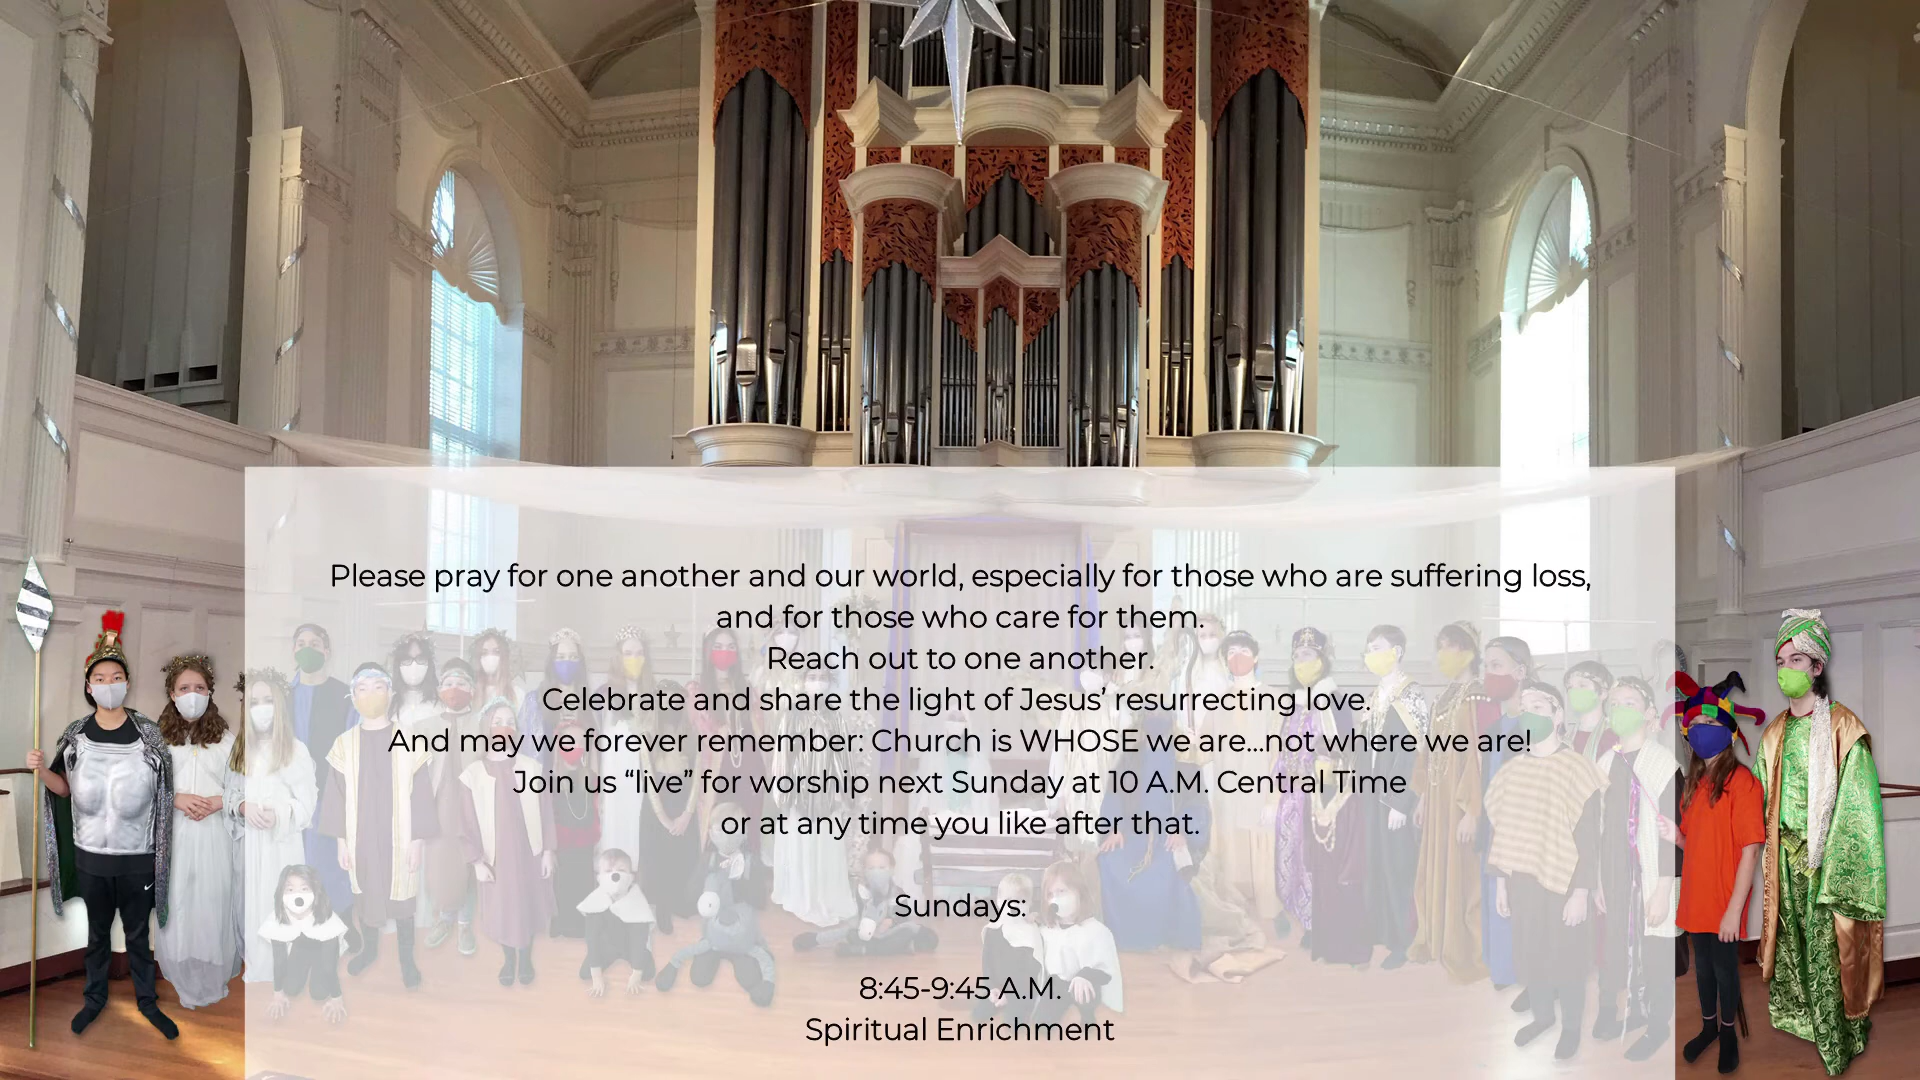 Please pray for one another and our world, especially for those who are suffering loss,
and for those who care for them.
Reach out to one another.
Celebrate and share the light of Jesus’ resurrecting love.
And may we forever remember: Church is WHOSE we are...not where we are!
Join us “live” for worship next Sunday at 10 A.M. Central Time
or at any time you like after that.
Sundays:
8:45-9:45 A.M.
Spiritual Enrichment